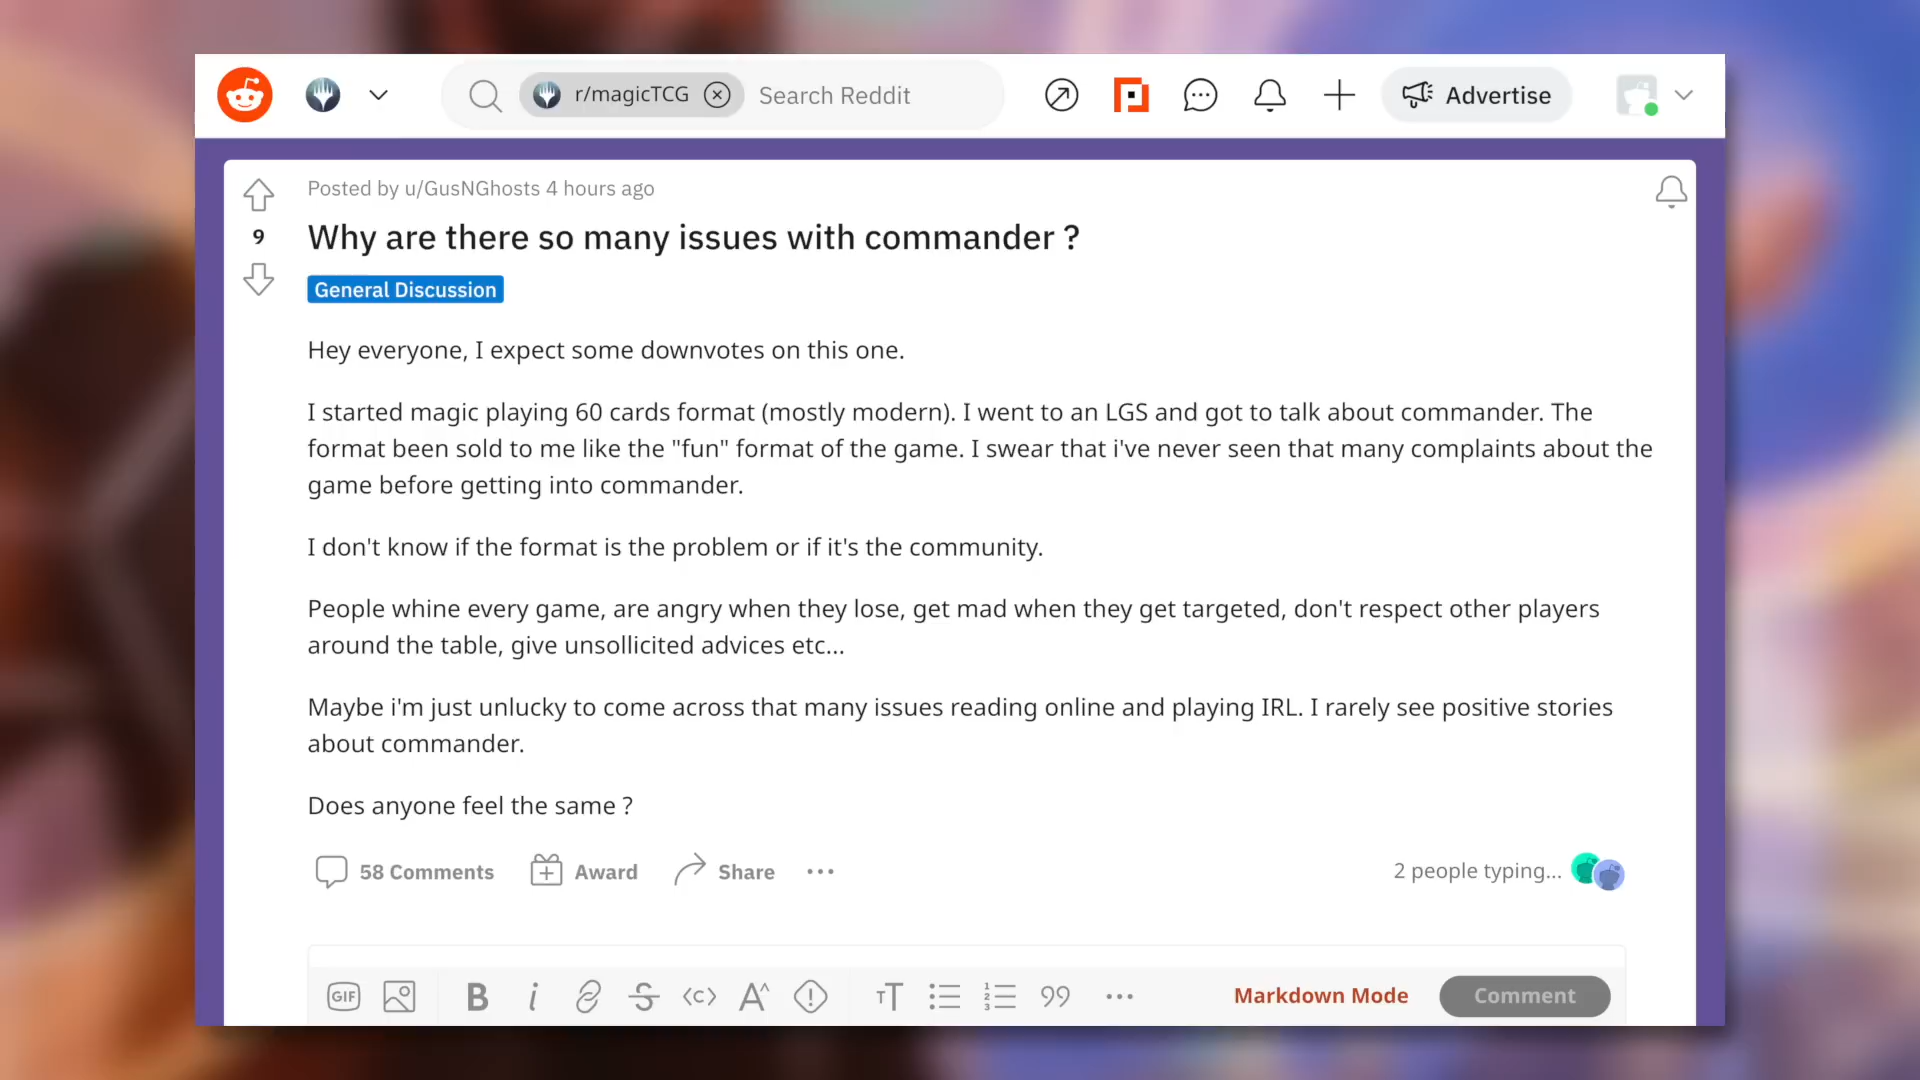 r/magicTCG
Search Reddit
Advertise
Posted by u/GusNGhosts 4 hours ago
9
Why are there so many issues with commander ?
General Discussion
Hey everyone, I expect some downvotes on this one.
I started magic playing 60 cards format (mostly modern). I went to an LGS and got to talk about commander. The
format been sold to me like the "fun" format of the game. I swear that i've never seen that many complaints about the
game before getting into commander.
I don't know if the format is the problem or if it's the community.
People whine every game, are angry when they lose, get mad when they get targeted, don't respect other players
around the table, give unsollicited advices etc...
Maybe i'm just unlucky to come across that many issues reading online and playing IRL. I rarely see positive stories
about commander.
Does anyone feel the same ?
58 Comments
Award
Share
2 people typing...
GIF
Markdown Mode
Comment